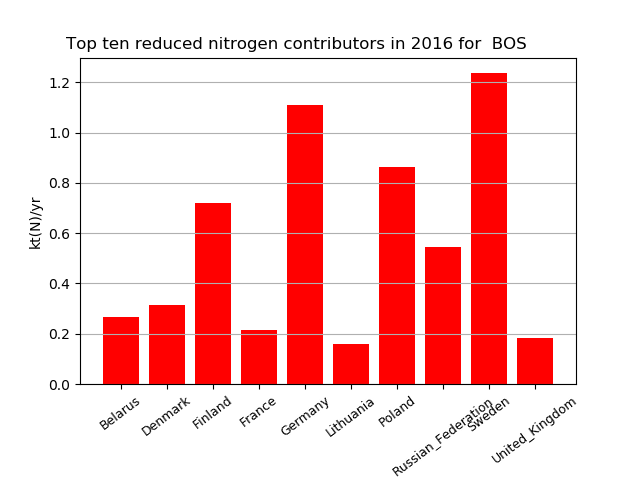 Top ten reduced nitrogen contributors in 2016 for  BOS
kt(N)/yr
1.2
1.0
0.8
0.6
0.4
0.2
0.0
Belarus
Denmark
Finland
France
Germany
Lithuania
Poland
Russian_Federation
Sweden
United_Kingdom